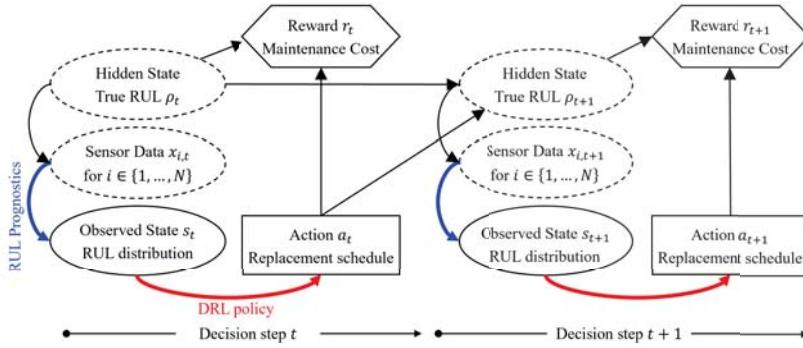 Reward r_t
Maintenance Cost
Hidden State
True RUL ρ_t
Sensor Data x_{i,t}
for i ∈ {1, … , N}
Observed State s_t
RUL distribution
Action a_t
Replacement schedule
RUL Prognostics
DRL policy
Decision step t
Reward r_{t+1}
Maintenance Cost
Hidden State
True RUL ρ_{t+1}
Sensor Data x_{i,t+1}
for i ∈ {1, … , N}
Observed State s_{t+1}
RUL distribution
Action a_{t+1}
Replacement schedule
Decision step t + 1